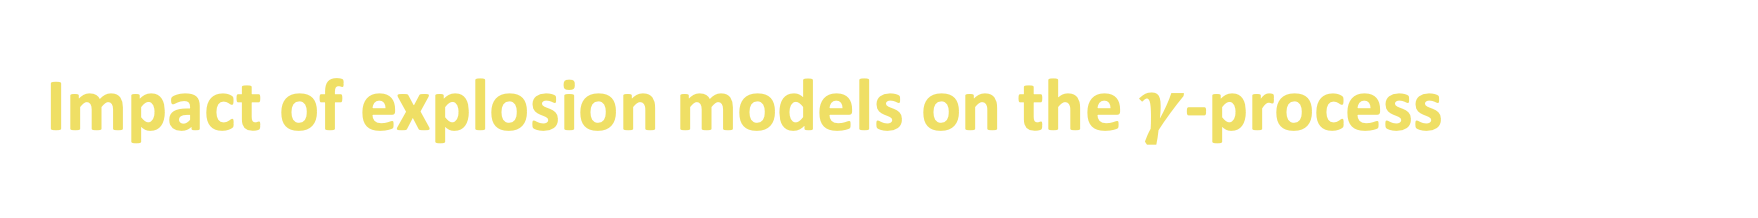 Impact of explosion models on the γ-process